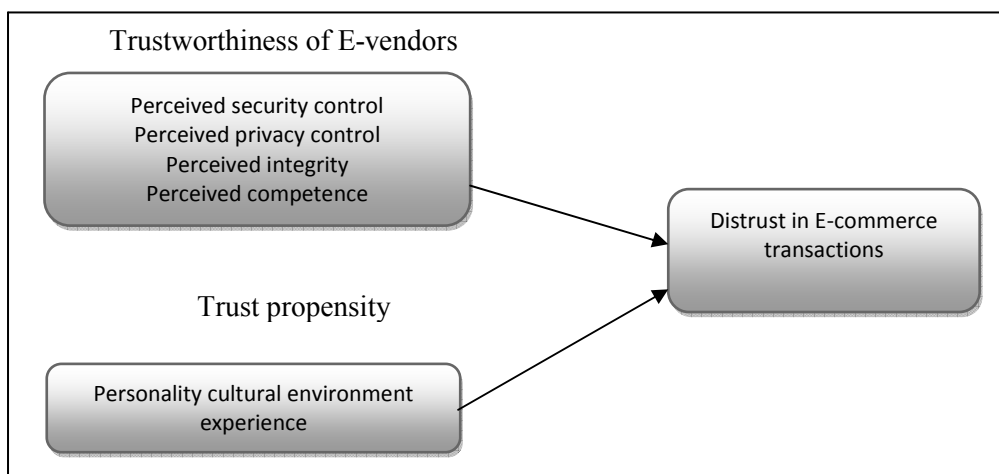 Trustworthiness of E-vendors
Perceived security control
Perceived privacy control
Perceived integrity
Perceived competence
Distrust in E-commerce
transactions
Trust propensity
Personality cultural environment
experience